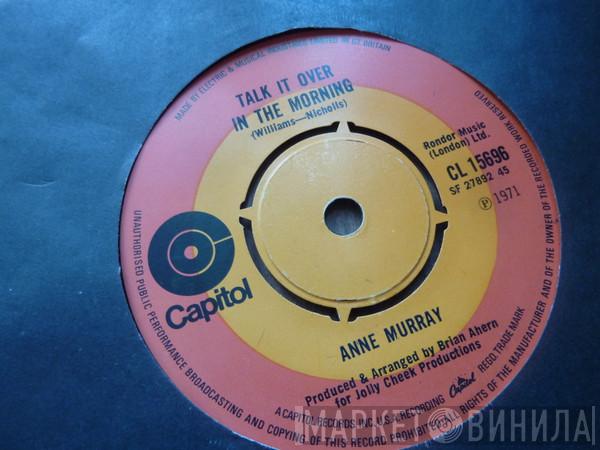 MADE BY ELECTRIC & MUSICAL INDUSTRIES LIMITED IN GT. BRITAIN
TALK IT OVER
IN THE MORNING
(Williams—Nicholls)
Rondor Music
(London) Ltd.
CL 15696
SF 27892 45
Ⓟ 1971
Capitol
ANNE MURRAY
Produced & Arranged by Brian Ahern
for Jolly Cheek Productions
A CAPITOL RECORDS INC. U.S.A. RECORDING
Capitol
REGD. TRADE MARK
UNAUTHORISED PUBLIC PERFORMANCE BROADCASTING AND COPYING OF THIS RECORD PROHIBITED ALL RIGHTS OF THE MANUFACTURER AND OF THE OWNER OF THE RECORDED WORK RESERVED
МАРКЕТ ВИНИЛА